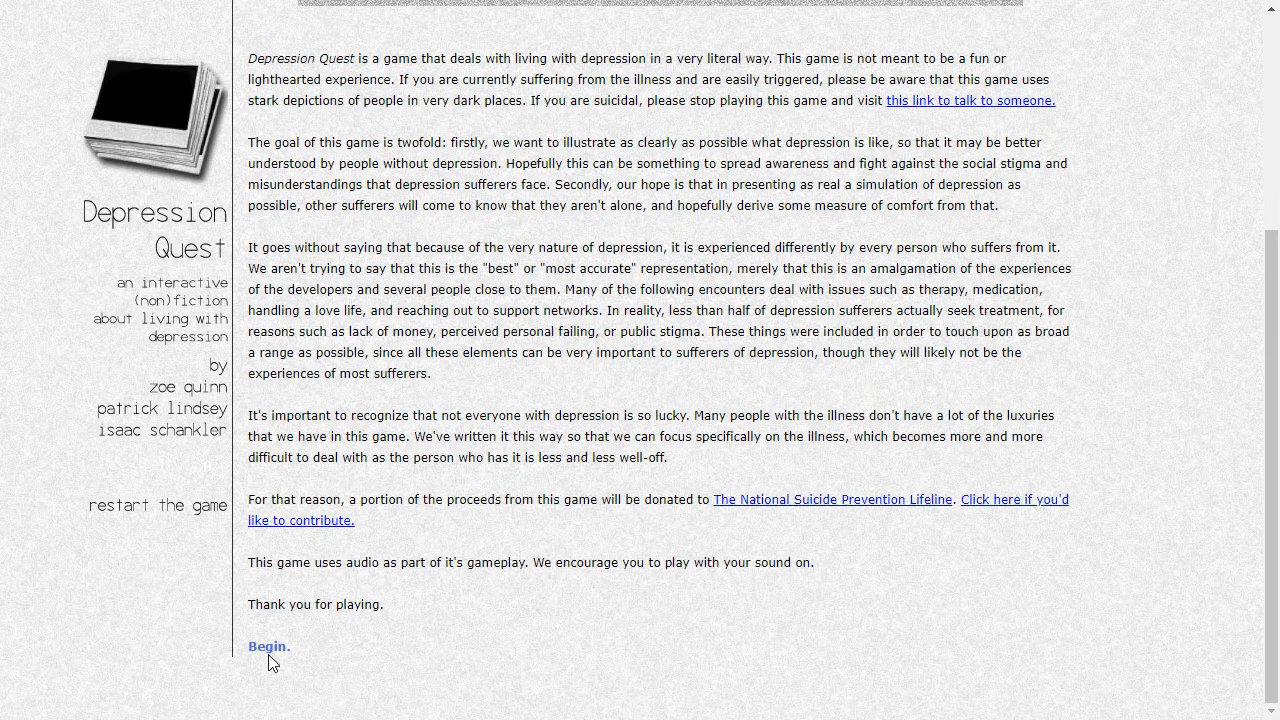 Depression
Quest
an interactive
(non)fiction
about living with
depression
by
zoe quinn
patrick lindsey
isaac schankler
restart the game
Depression Quest is a game that deals with living with depression in a very literal way. This game is not meant to be a fun or
lighthearted experience. If you are currently suffering from the illness and are easily triggered, please be aware that this game uses
stark depictions of people in very dark places. If you are suicidal, please stop playing this game and visit this link to talk to someone.
The goal of this game is twofold: firstly, we want to illustrate as clearly as possible what depression is like, so that it may be better
understood by people without depression. Hopefully this can be something to spread awareness and fight against the social stigma and
misunderstandings that depression sufferers face. Secondly, our hope is that in presenting as real a simulation of depression as
possible, other sufferers will come to know that they aren't alone, and hopefully derive some measure of comfort from that.
It goes without saying that because of the very nature of depression, it is experienced differently by every person who suffers from it.
We aren't trying to say that this is the "best" or "most accurate" representation, merely that this is an amalgamation of the experiences
of the developers and several people close to them. Many of the following encounters deal with issues such as therapy, medication,
handling a love life, and reaching out to support networks. In reality, less than half of depression sufferers actually seek treatment, for
reasons such as lack of money, perceived personal failing, or public stigma. These things were included in order to touch upon as broad
a range as possible, since all these elements can be very important to sufferers of depression, though they will likely not be the
experiences of most sufferers.
It's important to recognize that not everyone with depression is so lucky. Many people with the illness don't have a lot of the luxuries
that we have in this game. We've written it this way so that we can focus specifically on the illness, which becomes more and more
difficult to deal with as the person who has it is less and less well-off.
For that reason, a portion of the proceeds from this game will be donated to The National Suicide Prevention Lifeline. Click here if you'd
like to contribute.
This game uses audio as part of it's gameplay. We encourage you to play with your sound on.
Thank you for playing.
Begin.